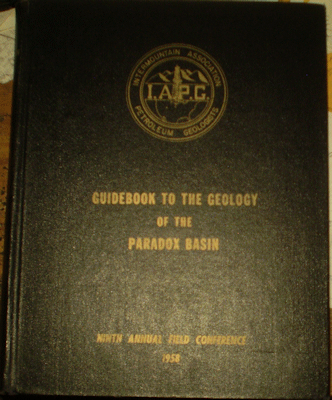 INTERMOUNTAIN ASSOCIATION
I.A.P.G.
PETROLEUM GEOLOGISTS
GUIDEBOOK TO THE GEOLOGY
OF THE
PARADOX BASIN
NINTH ANNUAL FIELD CONFERENCE
1958